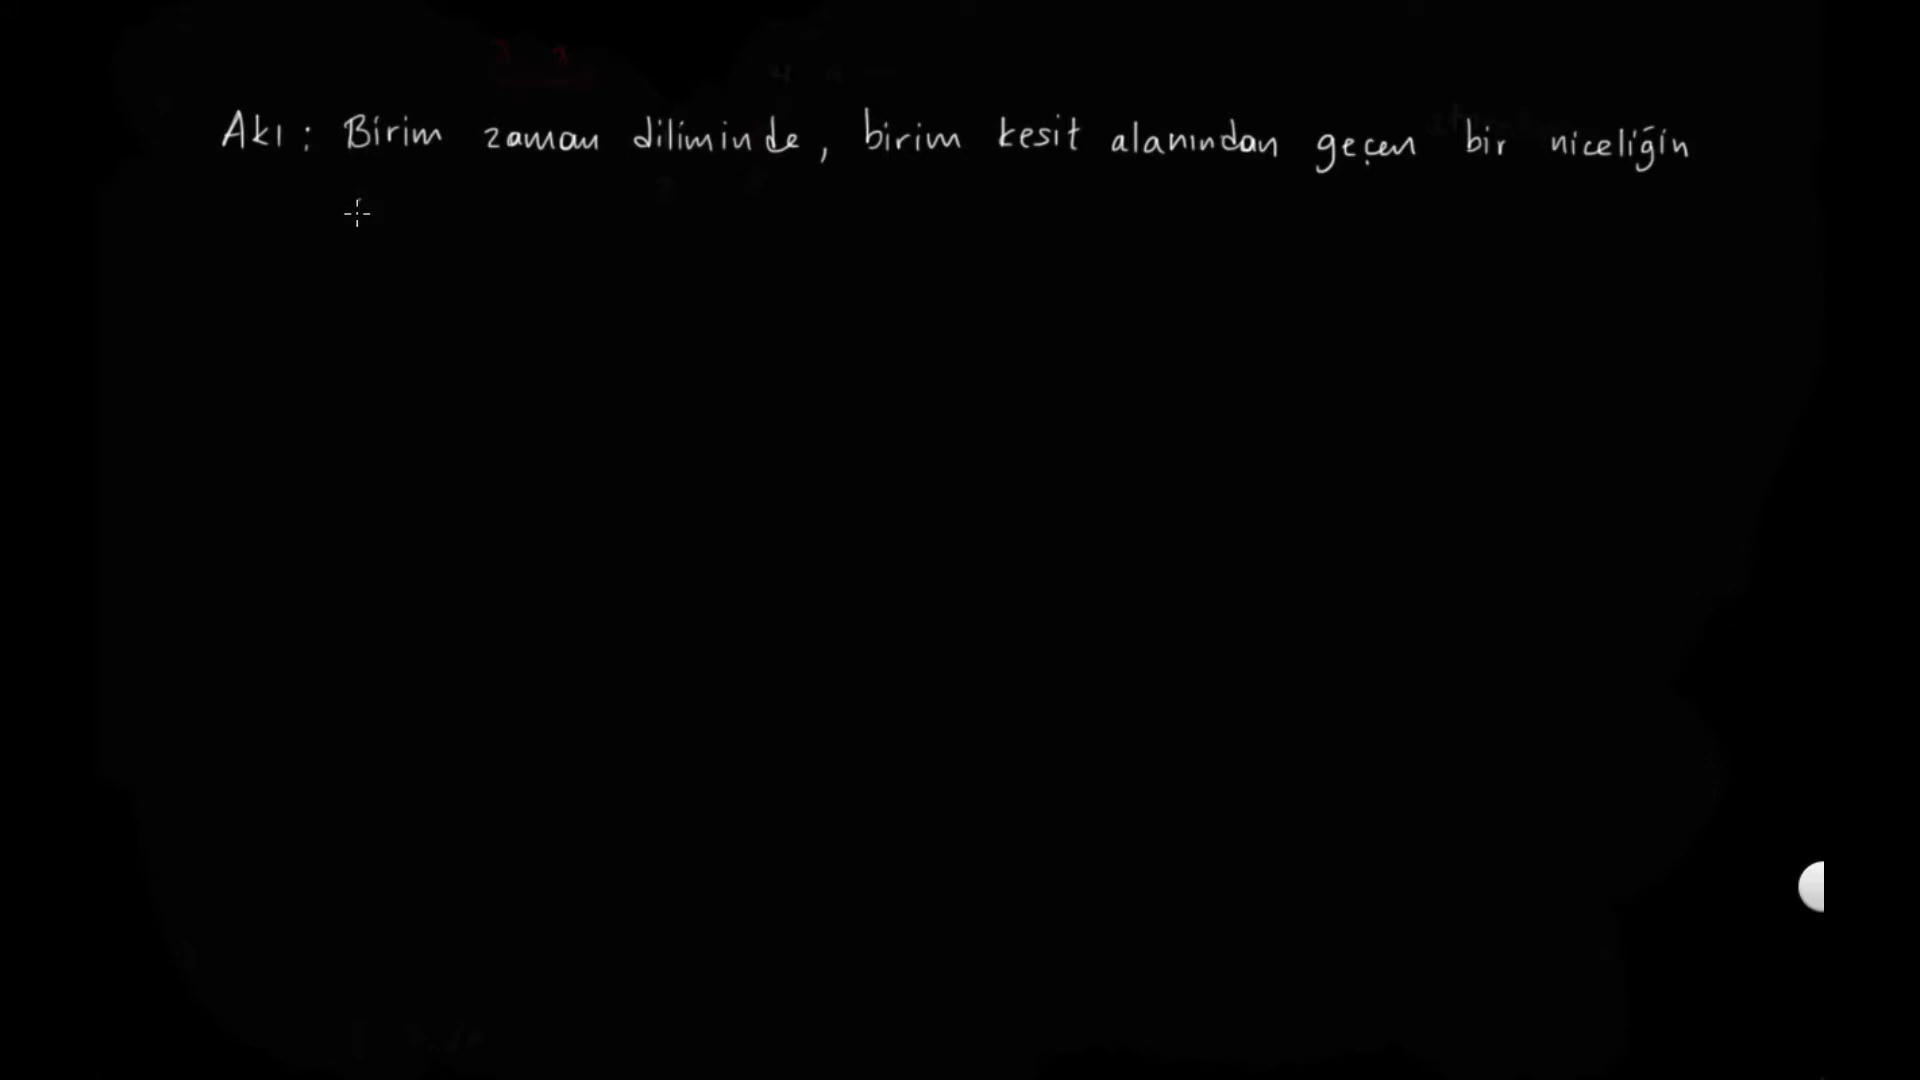 Akı : Birim zaman diliminde, birim kesit alanından geçen bir niceliğin